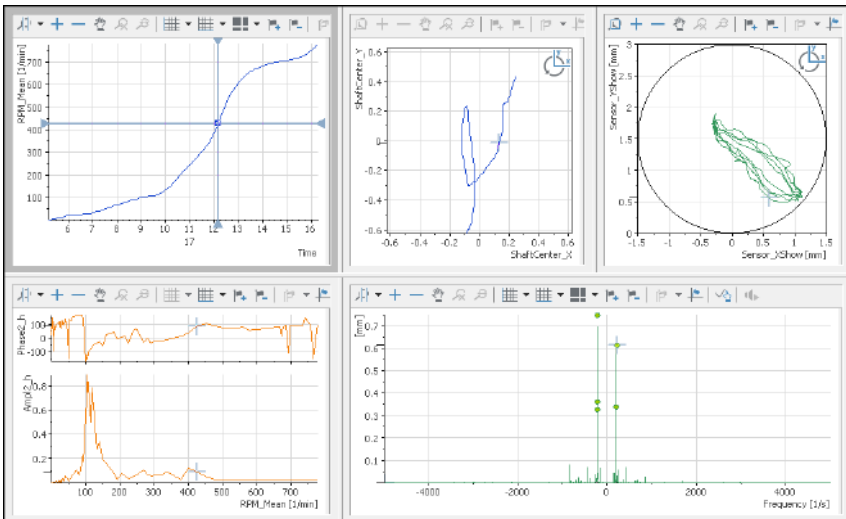 RPM_Mean [1/min]
700
600
500
400
300
200
100
6 7 8 9 10 11 12 13 14 15 16
17
Time
ShaftCenter_Y
0.6
0.4
0.2
0
-0.2
-0.4
-0.6
-0.6 -0.4 -0.2 0 0.2 0.4 0.6
ShaftCenter_X
y
x
Sensor_YShow [mm]
3
2.5
2
1.5
1
0.5
0
-1.5 -1 -0.5 0 0.5 1 1.5
Sensor_XShow [mm]
y
x
Phase2_h
100
-100
Ampl2_h
0.8
0.6
0.4
0.2
100 200 300 400 500 600 700
RPM_Mean [1/min]
[mm]
0.7
0.6
0.5
0.4
0.3
0.2
0.1
-4000 -2000 0 2000 4000
Frequency [1/s]